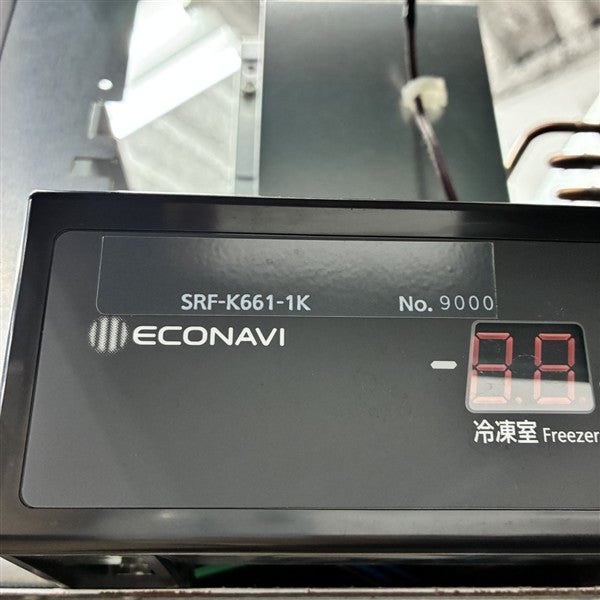 SRF-K661-1K No. 9000
ECONAVI
冷凍室 Freezer